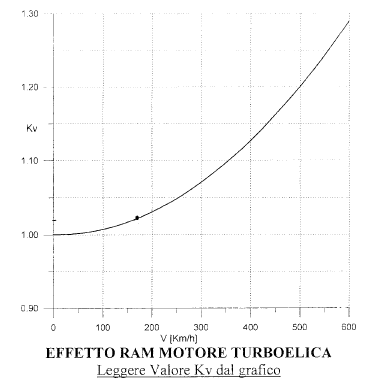 1.30
1.20
Kv
1.10
1.00
0.90
0 100 200 300 400 500 600
V [Km/h]
EFFETTO RAM MOTORE TURBOELICA
Leggere Valore Kv dal grafico